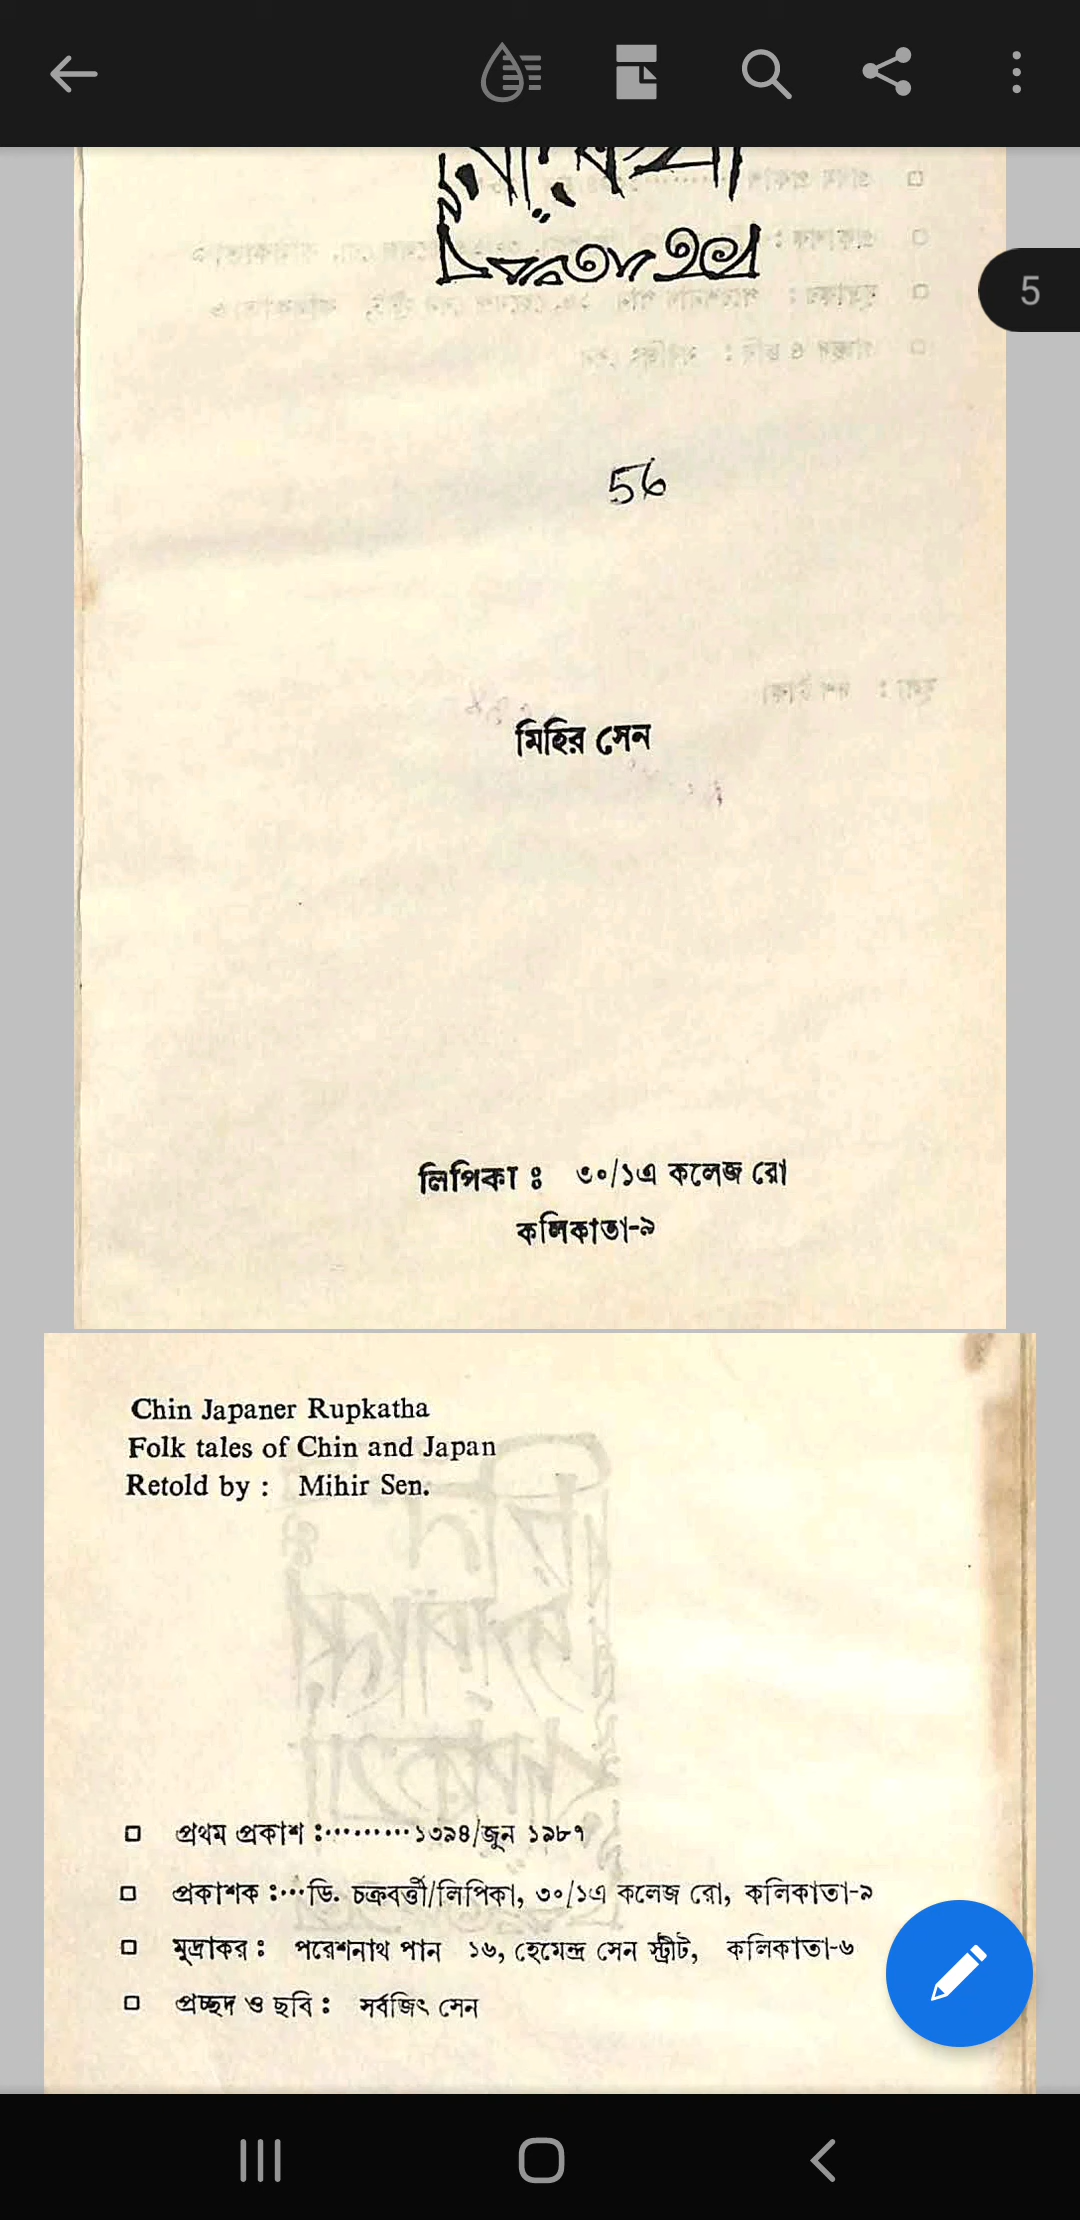 5
56
মিহির সেন
লিপিকা : ৩০/১এ কলেজ রো
কলিকাতা-৯
Chin Japaner Rupkatha
Folk tales of Chin and Japan
Retold by : Mihir Sen.
□ প্রথম প্রকাশ :·········১৩৯৪/জুন ১৯৮৭
□ প্রকাশক :···ডি. চক্রবর্ত্তী/লিপিকা, ৩০/১এ কলেজ রো, কলিকাতা-৯
□ মুদ্রাকর : পরেশনাথ পান ১৬, হেমেন্দ্র সেন স্ট্রীট, কলিকাতা-৬
□ প্রচ্ছদ ও ছবি : সর্বজিৎ সেন